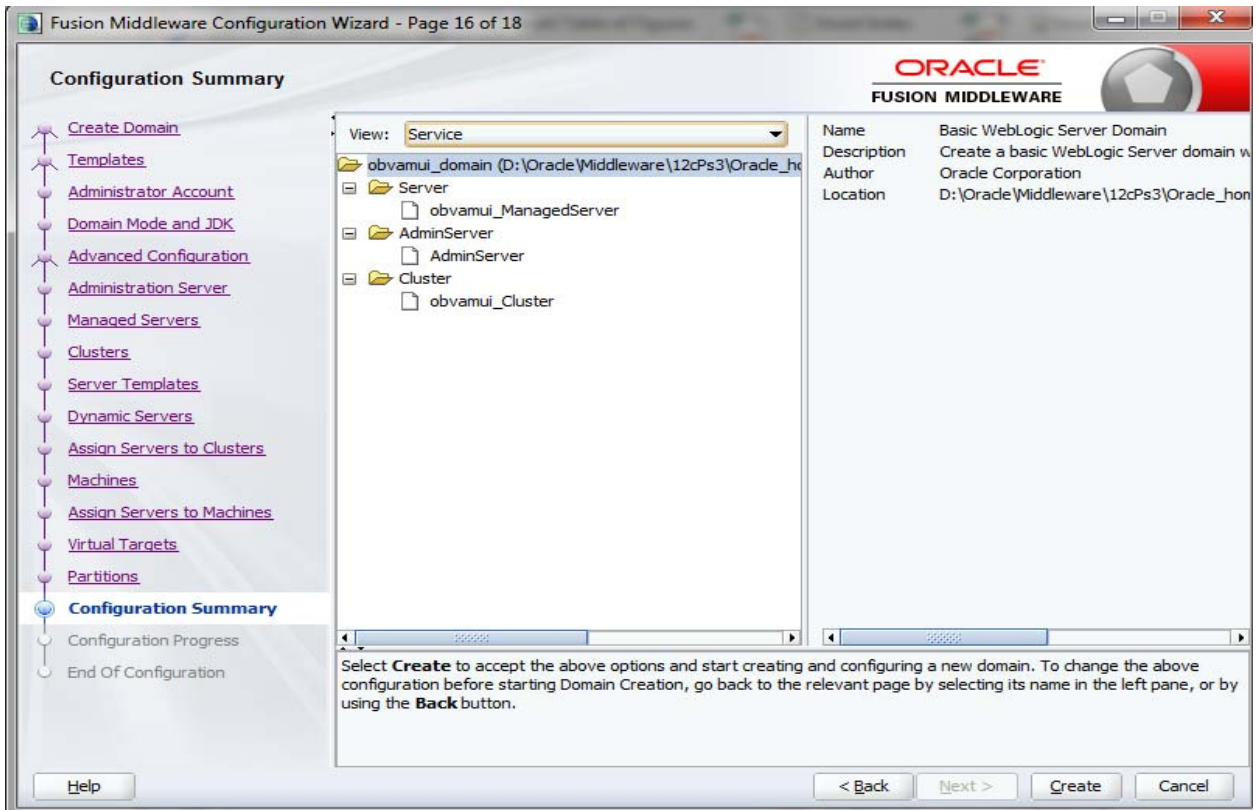 Fusion Middleware Configuration Wizard - Page 16 of 18
Configuration Summary
ORACLE
FUSION MIDDLEWARE
Create Domain
Templates
Administrator Account
Domain Mode and JDK
Advanced Configuration
Administration Server
Managed Servers
Clusters
Server Templates
Dynamic Servers
Assign Servers to Clusters
Machines
Assign Servers to Machines
Virtual Targets
Partitions
Configuration Summary
Configuration Progress
End Of Configuration
View: Service
obvamui_domain (D:\Oracle\Middleware\12cPs3\Oracle_ho
Server
obvamui_ManagedServer
AdminServer
AdminServer
Cluster
obvamui_Cluster
Name Basic WebLogic Server Domain
Description Create a basic WebLogic Server domain w
Author Oracle Corporation
Location D:\Oracle\Middleware\12cPs3\Oracle_hon
Select Create to accept the above options and start creating and configuring a new domain. To change the above
configuration before starting Domain Creation, go back to the relevant page by selecting its name in the left pane, or by
using the Back button.
Help
< Back
Next >
Create
Cancel